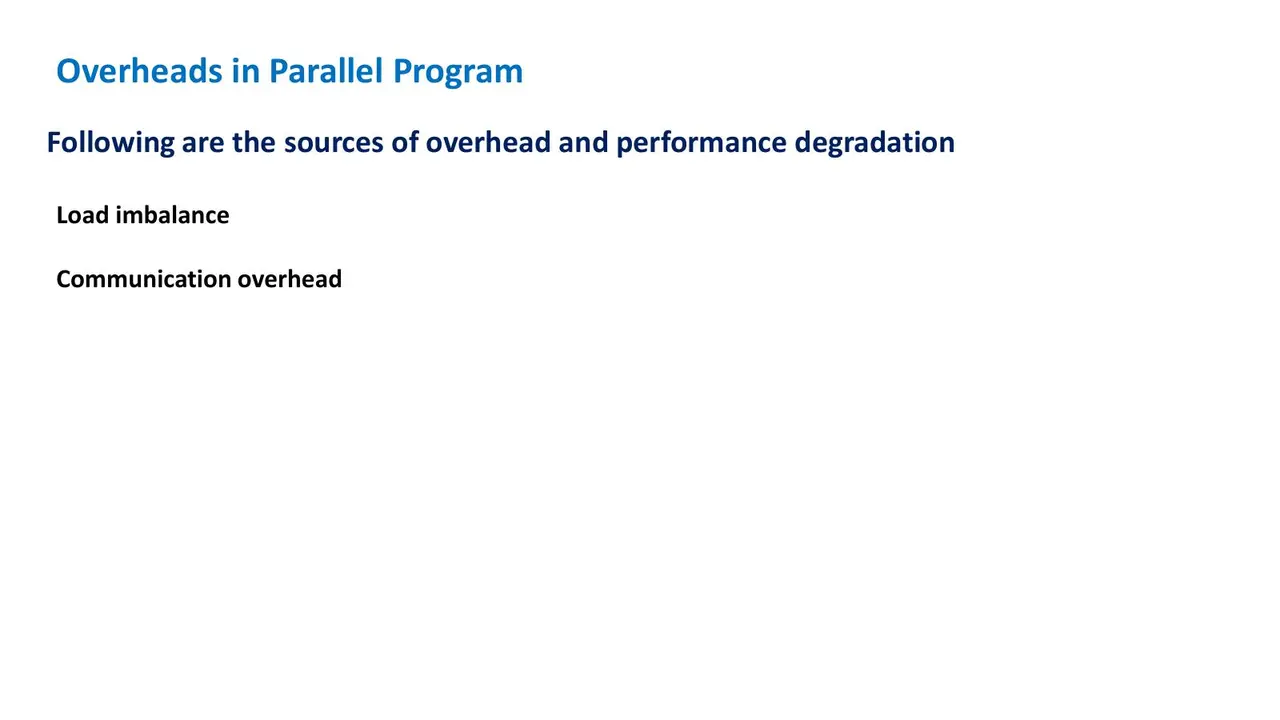 Overheads in Parallel Program
Following are the sources of overhead and performance degradation
Load imbalance
Communication overhead